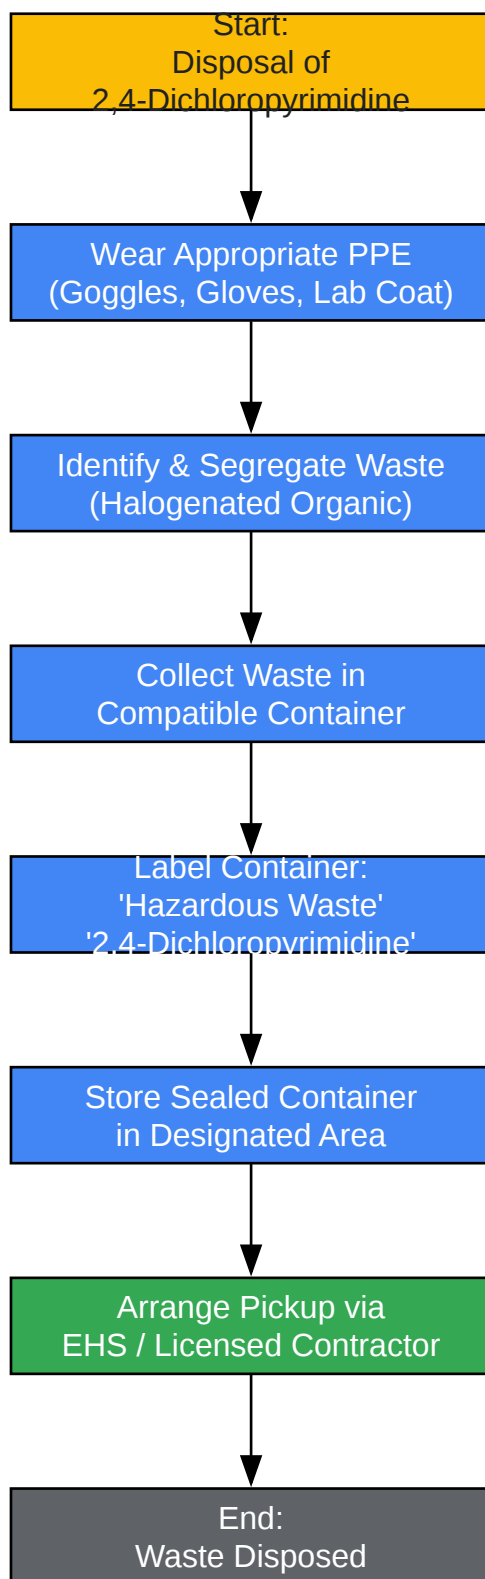 Start:
Disposal of
2,4-Dichloropyrimidine
Wear Appropriate PPE
(Goggles, Gloves, Lab Coat)
Identify & Segregate Waste
(Halogenated Organic)
Collect Waste in
Compatible Container
Label Container:
'Hazardous Waste'
'2,4-Dichloropyrimidine'
Store Sealed Container
in Designated Area
Arrange Pickup via
EHS / Licensed Contractor
End:
Waste Disposed